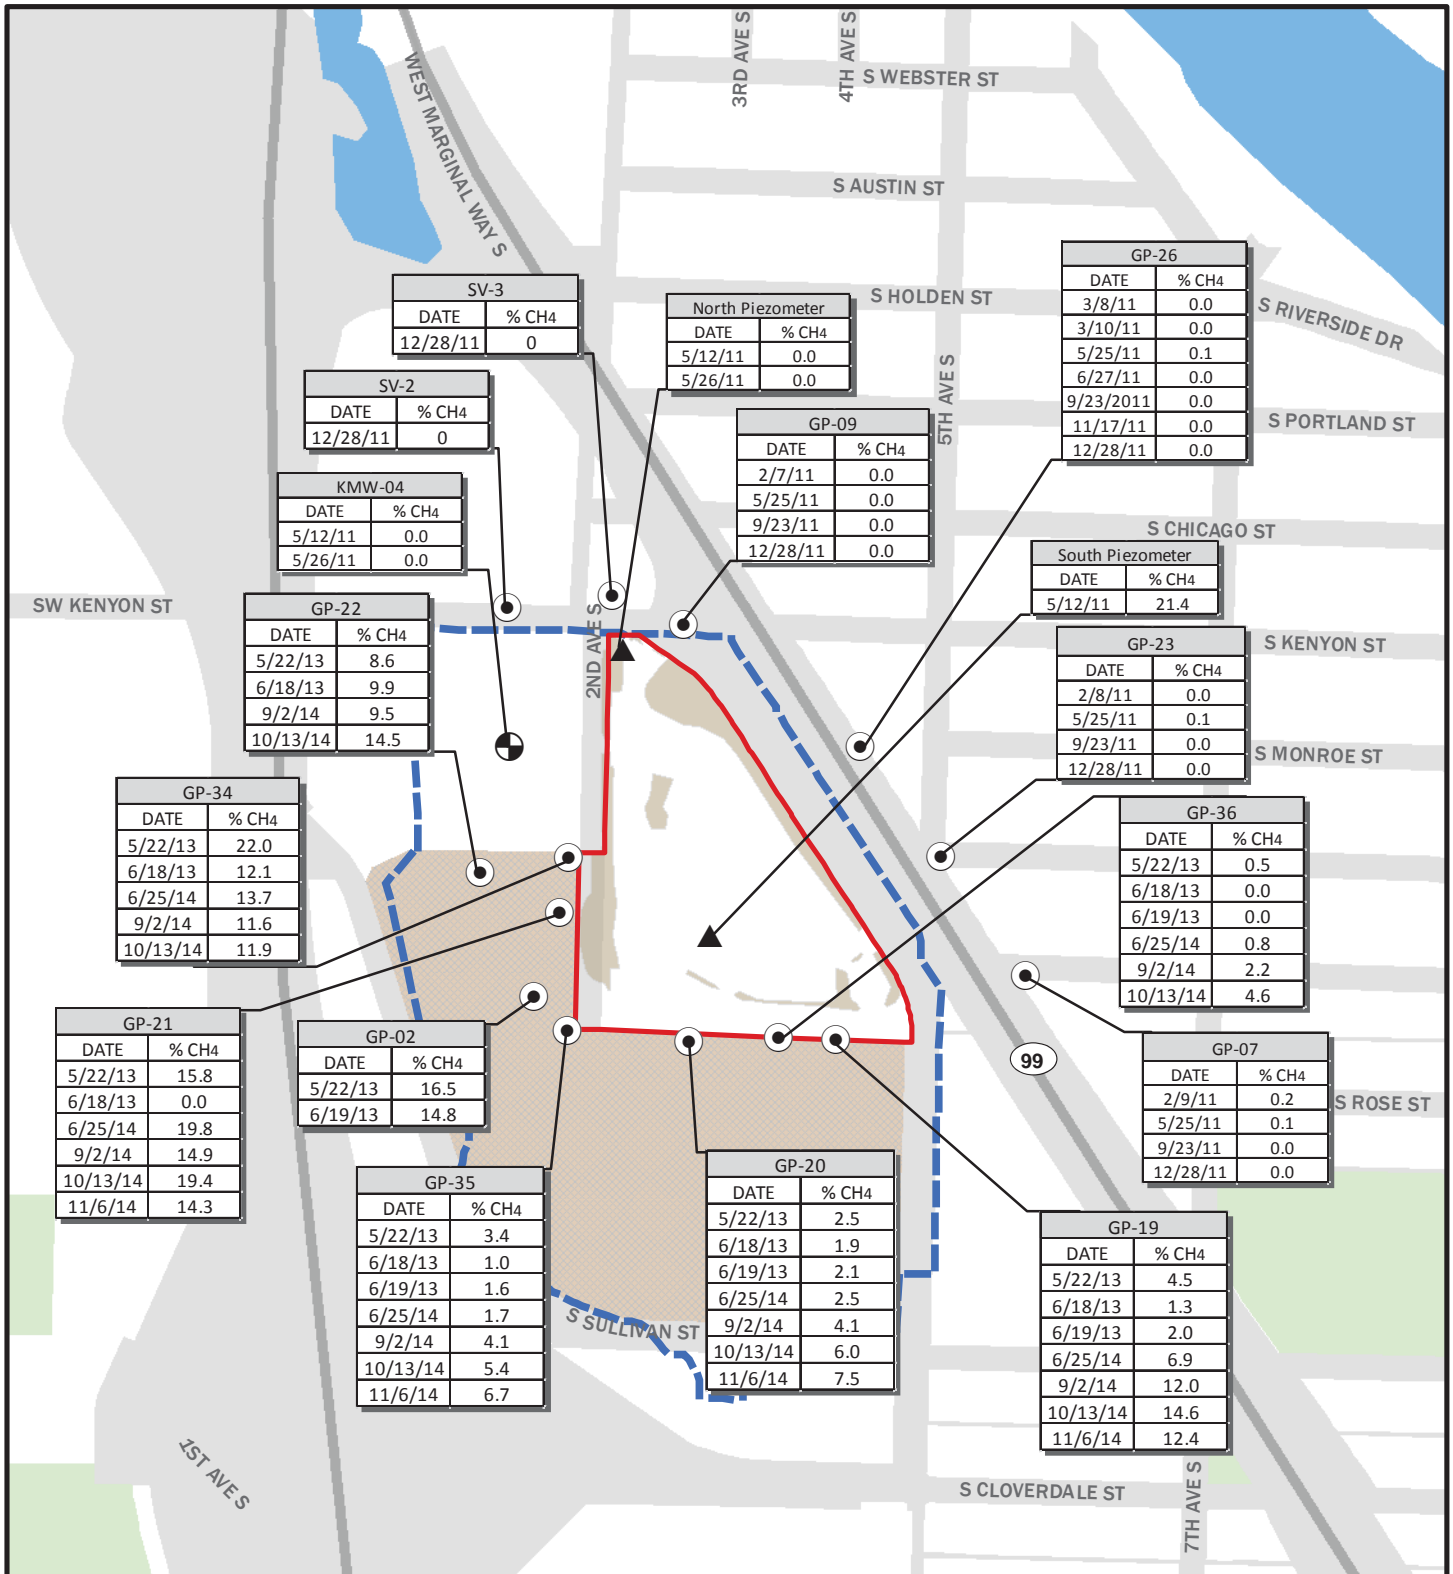 3RD AVE S
4TH AVE S
S WEBSTER ST
WEST MARGINAL WAY S
S AUSTIN ST
S HOLDEN ST
S RIVERSIDE DR
5TH AVE S
S PORTLAND ST
S CHICAGO ST
SW KENYON ST
2ND AVE S
S KENYON ST
S MONROE ST
99
S ROSE ST
S SULLIVAN ST
1ST AVE S
S CLOVERDALE ST
7TH AVE S
SV-3
DATE % CH4
12/28/11 0
North Piezometer
DATE % CH4
5/12/11 0.0
5/26/11 0.0
GP-26
DATE % CH4
3/8/11 0.0
3/10/11 0.0
5/25/11 0.1
6/27/11 0.0
9/23/2011 0.0
11/17/11 0.0
12/28/11 0.0
SV-2
DATE % CH4
12/28/11 0
GP-09
DATE % CH4
2/7/11 0.0
5/25/11 0.0
9/23/11 0.0
12/28/11 0.0
KMW-04
DATE % CH4
5/12/11 0.0
5/26/11 0.0
South Piezometer
DATE % CH4
5/12/11 21.4
GP-22
DATE % CH4
5/22/13 8.6
6/18/13 9.9
9/2/14 9.5
10/13/14 14.5
GP-23
DATE % CH4
2/8/11 0.0
5/25/11 0.1
9/23/11 0.0
12/28/11 0.0
GP-34
DATE % CH4
5/22/13 22.0
6/18/13 12.1
6/25/14 13.7
9/2/14 11.6
10/13/14 11.9
GP-36
DATE % CH4
5/22/13 0.5
6/18/13 0.0
6/19/13 0.0
6/25/14 0.8
9/2/14 2.2
10/13/14 4.6
GP-21
DATE % CH4
5/22/13 15.8
6/18/13 0.0
6/25/14 19.8
9/2/14 14.9
10/13/14 19.4
11/6/14 14.3
GP-02
DATE % CH4
5/22/13 16.5
6/19/13 14.8
GP-07
DATE % CH4
2/9/11 0.2
5/25/11 0.1
9/23/11 0.0
12/28/11 0.0
GP-35
DATE % CH4
5/22/13 3.4
6/18/13 1.0
6/19/13 1.6
6/25/14 1.7
9/2/14 4.1
10/13/14 5.4
11/6/14 6.7
GP-20
DATE % CH4
5/22/13 2.5
6/18/13 1.9
6/19/13 2.1
6/25/14 2.5
9/2/14 4.1
10/13/14 6.0
11/6/14 7.5
GP-19
DATE % CH4
5/22/13 4.5
6/18/13 1.3
6/19/13 2.0
6/25/14 6.9
9/2/14 12.0
10/13/14 14.6
11/6/14 12.4